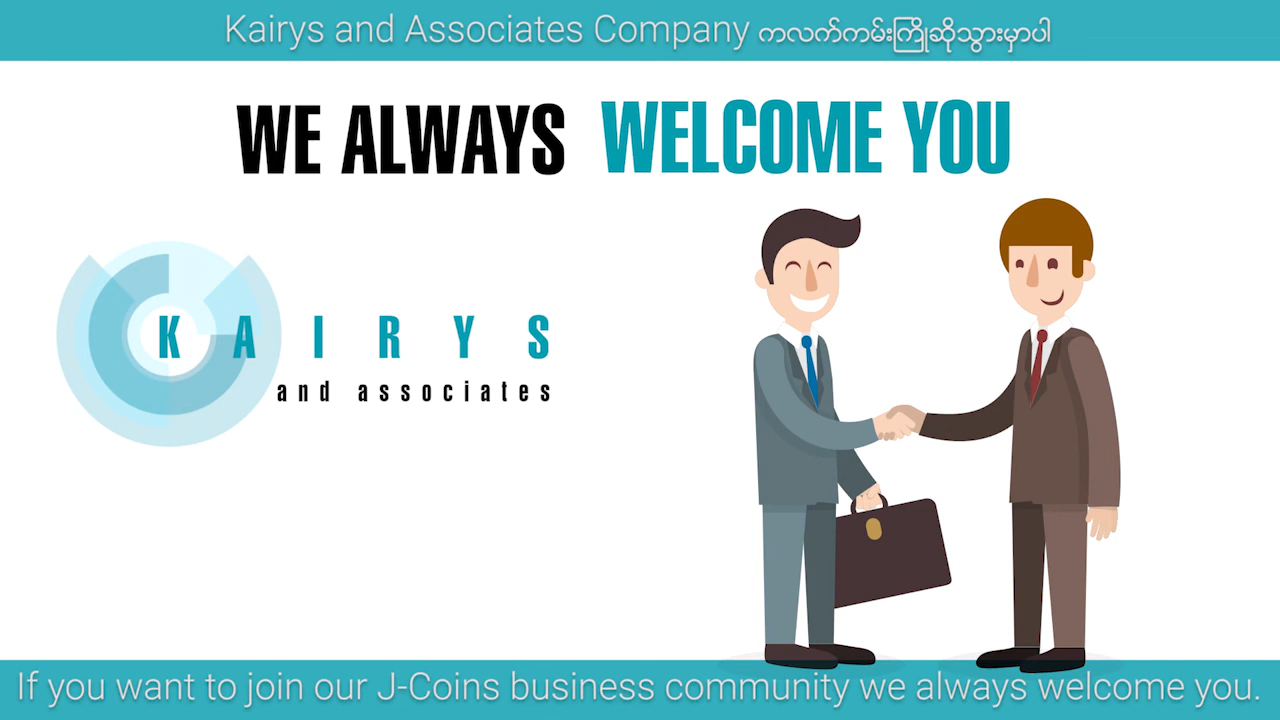 Kairys and Associates Company ကလက်ကမ်းကြိုဆိုသွားမှာပါ
WE ALWAYS WELCOME YOU
KAIRYS
and associates
If you want to join our J-Coins business community we always welcome you.